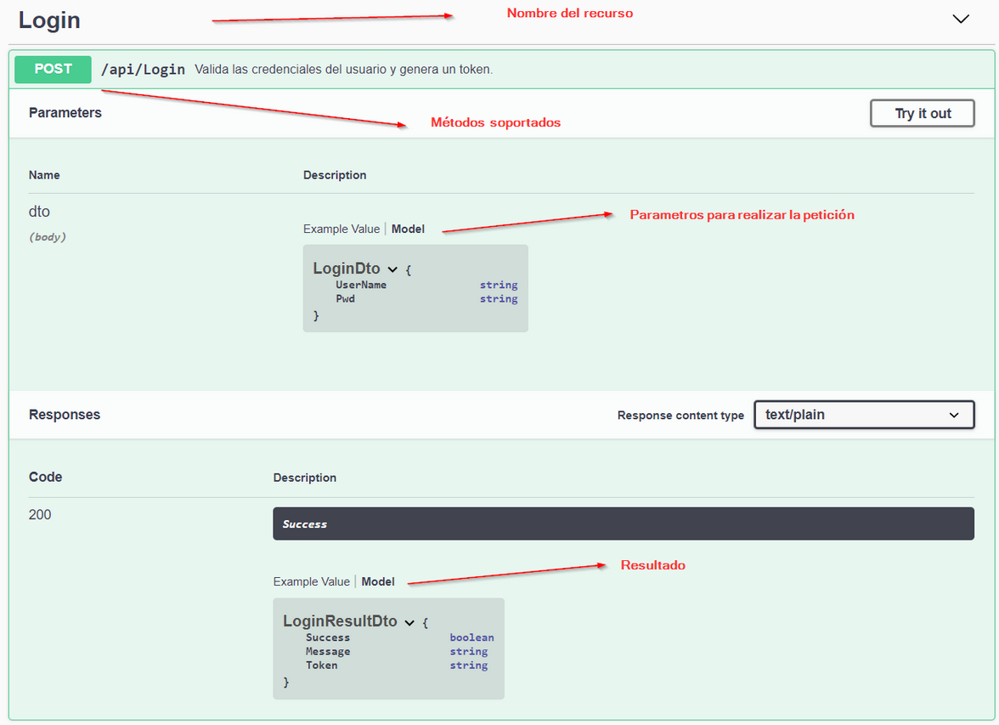 Login
Nombre del recurso
POST /api/Login Valida las credenciales del usuario y genera un token.
Parameters
Try it out
Métodos soportados
Name Description
dto
(body)
Parametros para realizar la petición
Example Value | Model
LoginDto {
UserName string
Pwd string
}
Responses
Response content type text/plain
Code Description
200
Success
Resultado
Example Value | Model
LoginResultDto {
Success boolean
Message string
Token string
}